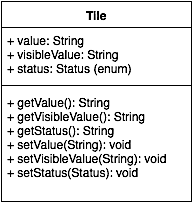 Tile
+ value: String
+ visibleValue: String
+ status: Status (enum)
+ getValue(): String
+ getVisibleValue(): String
+ getStatus(): String
+ setValue(String): void
+ setVisibleValue(String): void
+ setStatus(Status): void